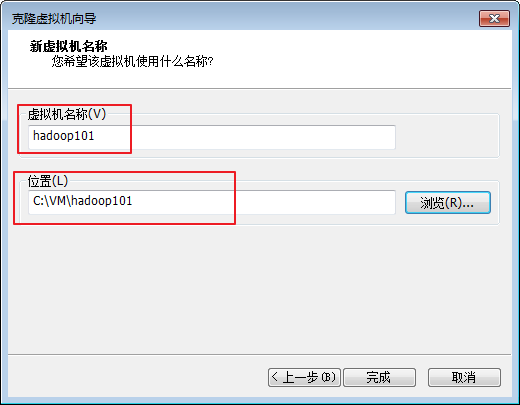 克隆虚拟机向导
新虚拟机名称
您希望该虚拟机使用什么名称?
虚拟机名称(V)
hadoop101
位置(L)
C:\VM\hadoop101
浏览(R)...
< 上一步(B)
完成
取消